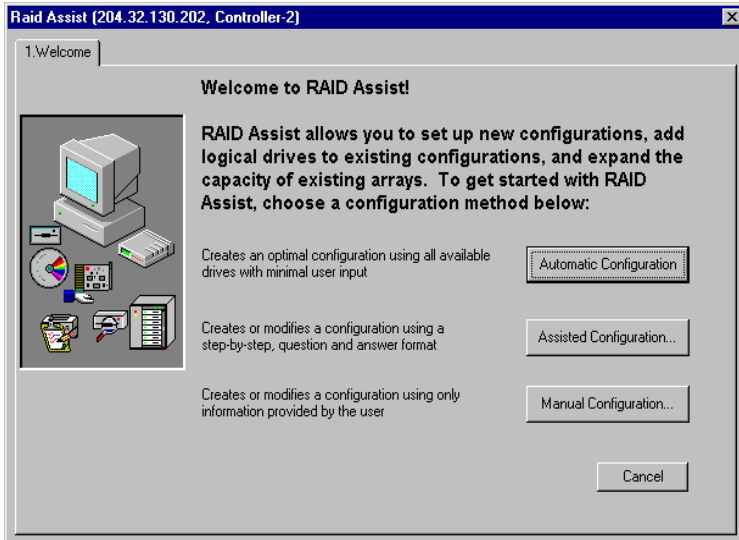 Raid Assist (204.32.130.202, Controller-2)
1.Welcome
Welcome to RAID Assist!
RAID Assist allows you to set up new configurations, add
logical drives to existing configurations, and expand the
capacity of existing arrays. To get started with RAID
Assist, choose a configuration method below:
Creates an optimal configuration using all available
drives with minimal user input
Automatic Configuration
Creates or modifies a configuration using a
step-by-step, question and answer format
Assisted Configuration...
Creates or modifies a configuration using only
information provided by the user
Manual Configuration...
Cancel